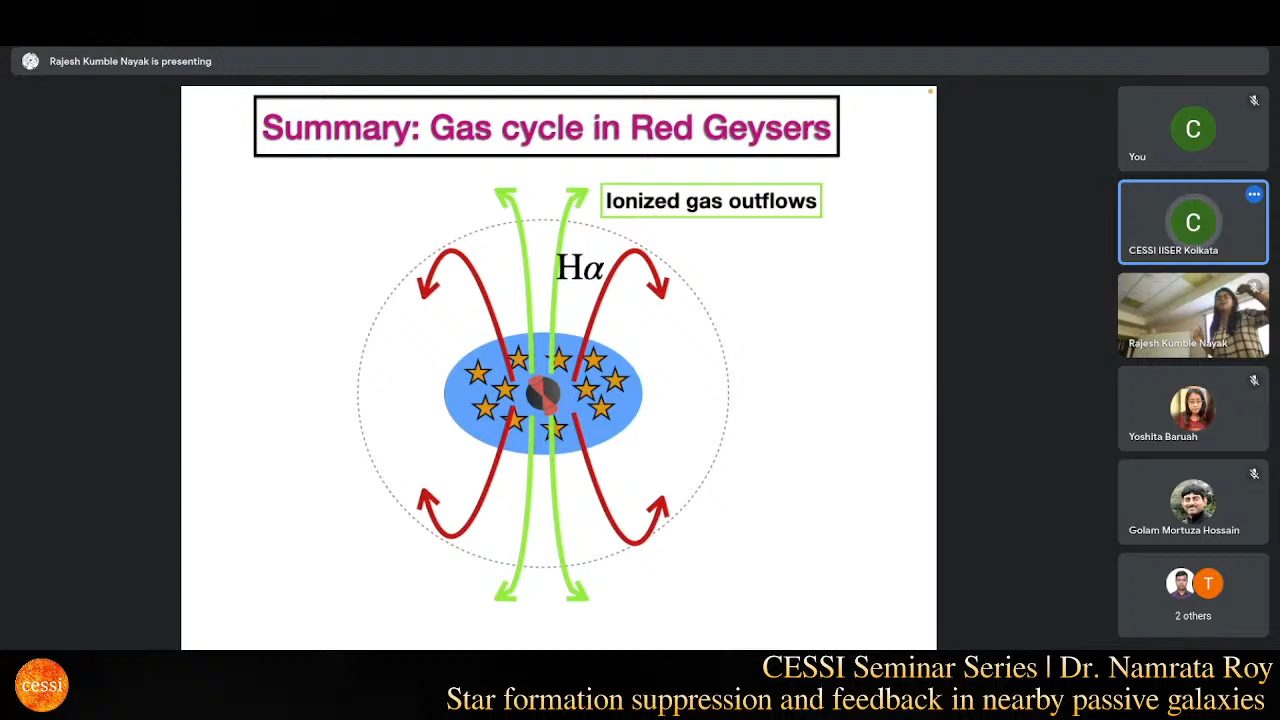 Rajesh Kumble Nayak is presenting
Summary: Gas cycle in Red Geysers
Ionized gas outflows
Hα
C
You
C
CESSI IISER Kolkata
Rajesh Kumble Nayak
Yoshita Baruah
Golam Mortuza Hossain
T
2 others
cessi
CESSI Seminar Series | Dr. Namrata Roy
Star formation suppression and feedback in nearby passive galaxies